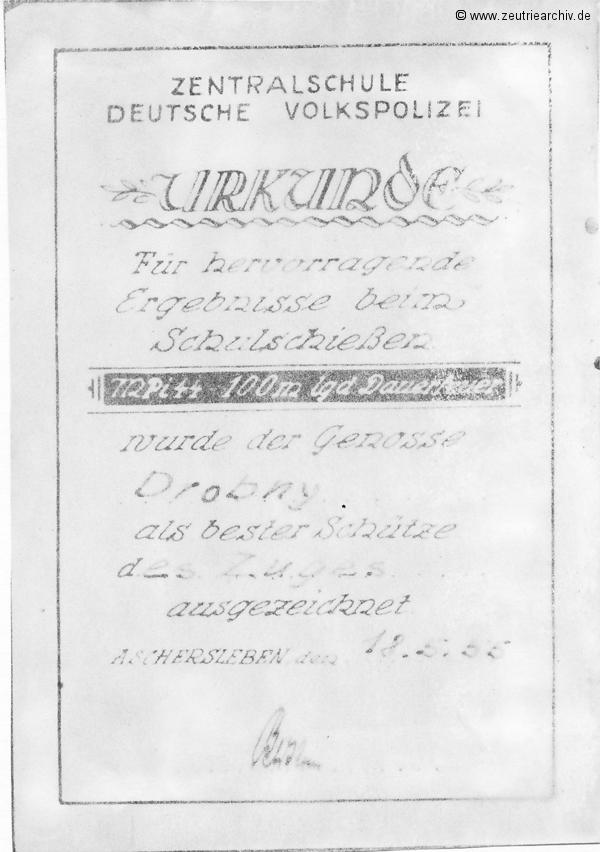 © www.zeutriearchiv.de
ZENTRALSCHULE
DEUTSCHE VOLKSPOLIZEI
URKUNDE
Für hervorragende
Ergebnisse beim
Schulschießen
100m lgd Dauerfeuer
wurde der Genosse
Drobny
als bester Schütze
des Zuges
ausgezeichnet
ASCHERSLEBEN den 18.5.55